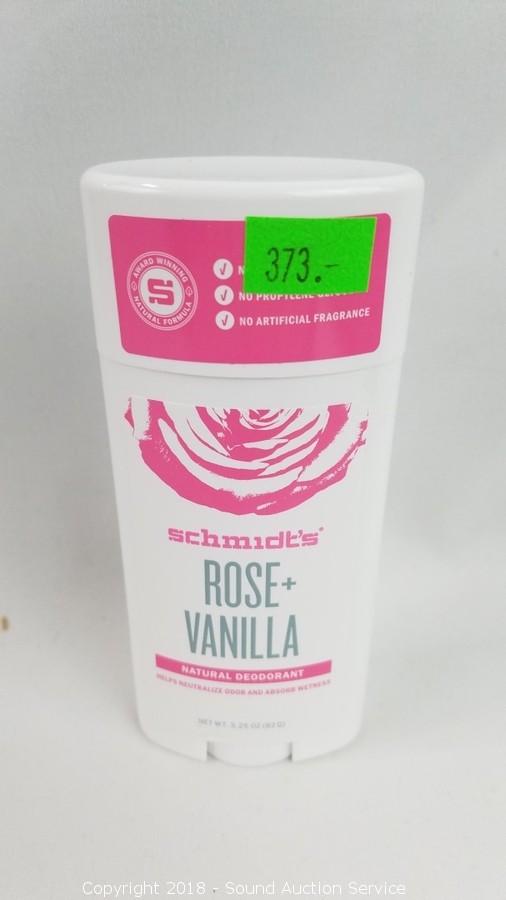 AWARD WINNING
S
NATURAL FORMULA
373.-
NO PROPYLENE
NO ARTIFICIAL FRAGRANCE
schmidt's
ROSE+
VANILLA
NATURAL DEODORANT
HELPS NEUTRALIZE ODOR AND ABSORB WETNESS
NET WT. 3.25 OZ (92 G)
Copyright 2018 - Sound Auction Service